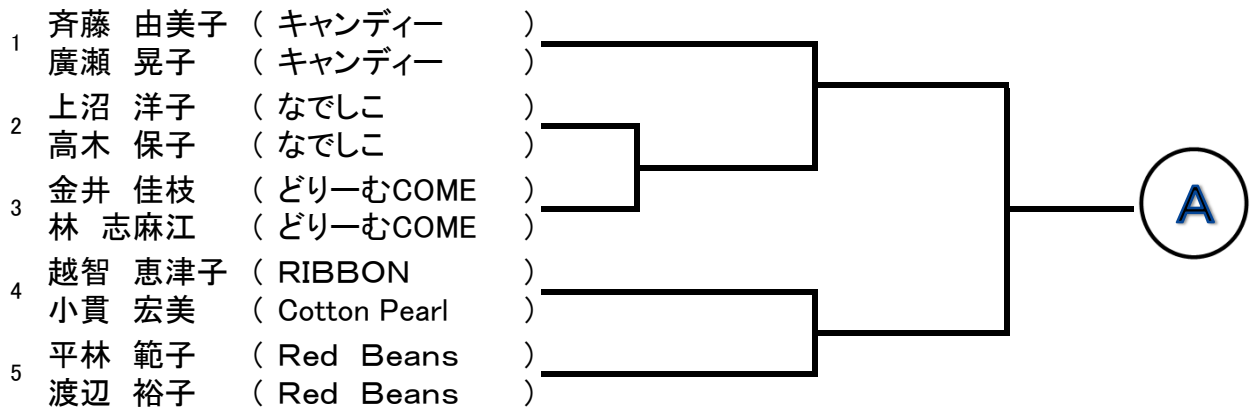 1
斉藤　由美子 ( キャンディー )
廣瀬　晃子 ( キャンディー )
2
上沼　洋子 ( なでしこ )
高木　保子 ( なでしこ )
3
金井　佳枝 ( どりーむCOME )
林　志麻江 ( どりーむCOME )
4
越智　恵津子 ( RIBBON )
小貫　宏美 ( Cotton Pearl )
5
平林　範子 ( Red　Beans )
渡辺　裕子 ( Red　Beans )
A